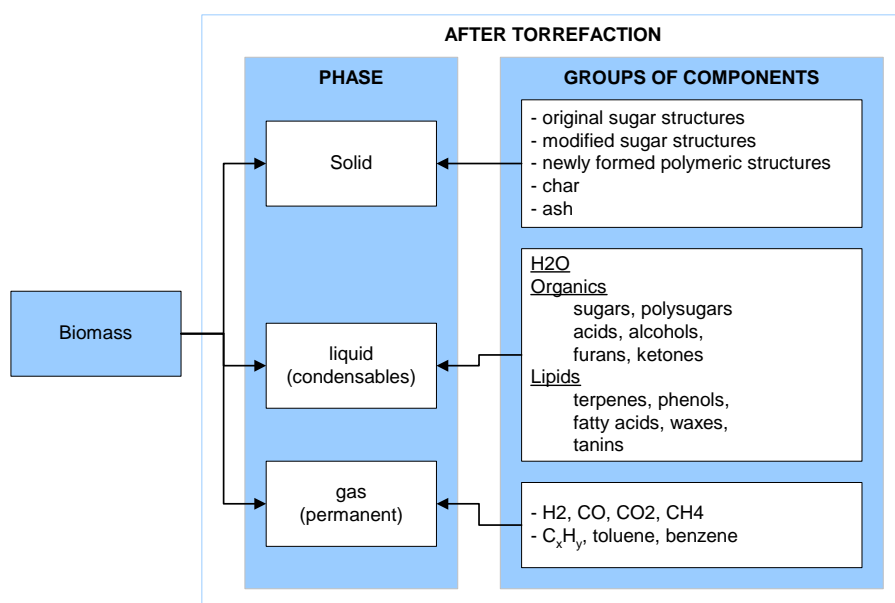 AFTER TORREFACTION
PHASE
GROUPS OF COMPONENTS
Biomass
Solid
- original sugar structures
- modified sugar structures
- newly formed polymeric structures
- char
- ash
liquid
(condensables)
H2O
Organics
sugars, polysugars
acids, alcohols,
furans, ketones
Lipids
terpenes, phenols,
fatty acids, waxes,
tanins
gas
(permanent)
- H2, CO, CO2, CH4
- CxHy, toluene, benzene